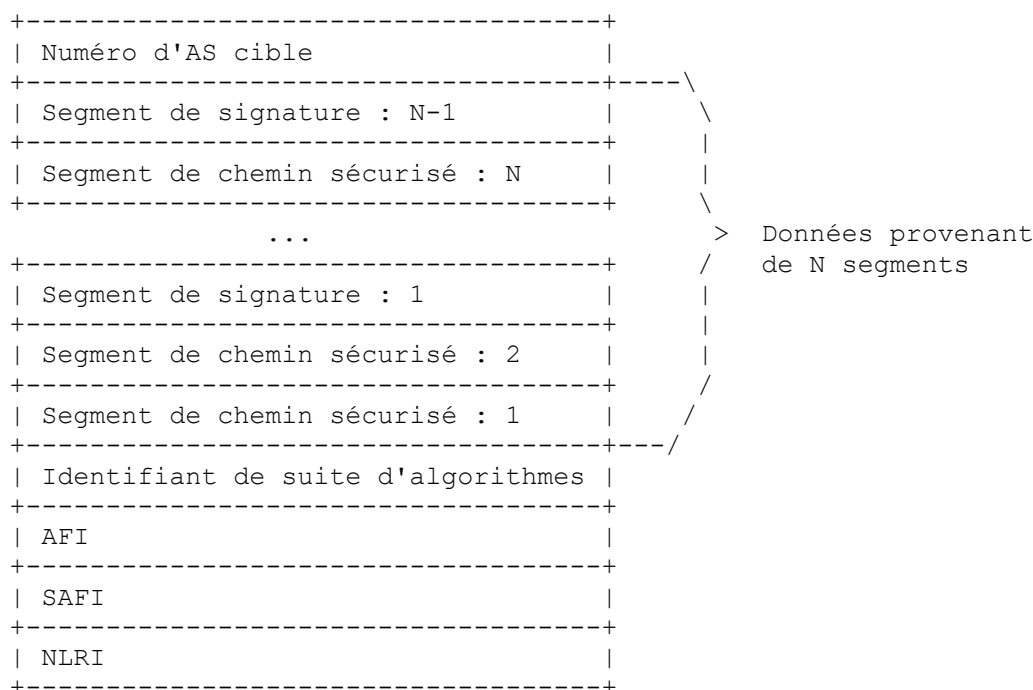 Numéro d'AS cible
Segment de signature : N-1
Segment de chemin sécurisé : N
...
Données provenant
de N segments
Segment de signature : 1
Segment de chemin sécurisé : 2
Segment de chemin sécurisé : 1
Identifiant de suite d'algorithmes
AFI
SAFI
NLRI